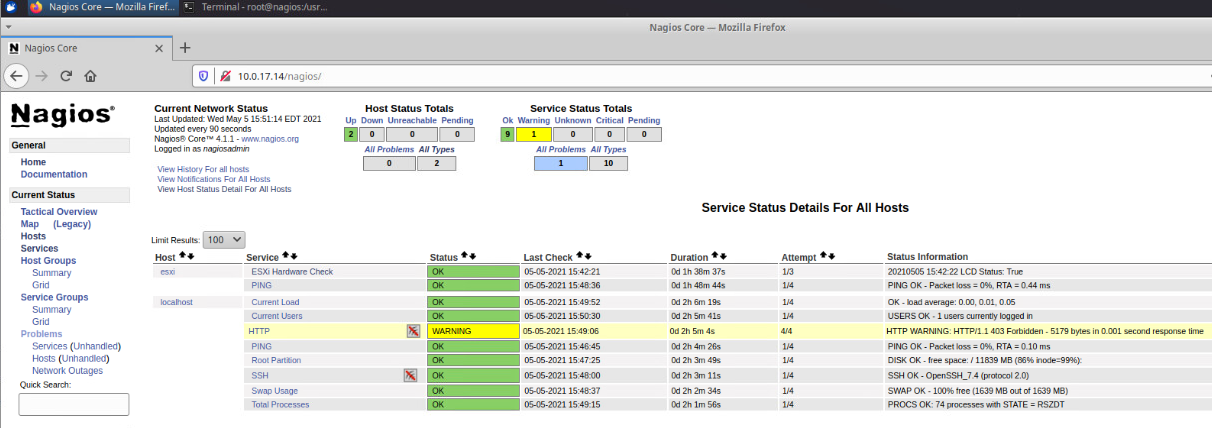 Nagios Core — Mozilla Firef...
Terminal - root@nagios:/usr...
Nagios Core — Mozilla Firefox
N Nagios Core
10.0.17.14/nagios/
Nagios®
General
Home
Documentation
Current Status
Tactical Overview
Map (Legacy)
Hosts
Services
Host Groups
Summary
Grid
Service Groups
Summary
Grid
Problems
Services (Unhandled)
Hosts (Unhandled)
Network Outages
Quick Search:
Current Network Status
Last Updated: Wed May 5 15:51:14 EDT 2021
Updated every 90 seconds
Nagios® Core™ 4.1.1 - www.nagios.org
Logged in as nagiosadmin
View History For all hosts
View Notifications For All Hosts
View Host Status Detail For All Hosts
Host Status Totals
Up Down Unreachable Pending
2 0 0 0
All Problems All Types
0 2
Service Status Totals
Ok Warning Unknown Critical Pending
9 1 0 0 0
All Problems All Types
1 10
Service Status Details For All Hosts
Limit Results: 100
Host Service Status Last Check Duration Attempt Status Information
esxi ESXi Hardware Check OK 05-05-2021 15:42:21 0d 1h 38m 37s 1/3 20210505 15:42:22 LCD Status: True
PING OK 05-05-2021 15:48:36 0d 1h 48m 44s 1/4 PING OK - Packet loss = 0%, RTA = 0.44 ms
localhost Current Load OK 05-05-2021 15:49:52 0d 2h 6m 19s 1/4 OK - load average: 0.00, 0.01, 0.05
Current Users OK 05-05-2021 15:50:30 0d 2h 5m 41s 1/4 USERS OK - 1 users currently logged in
HTTP WARNING 05-05-2021 15:49:06 0d 2h 5m 4s 4/4 HTTP WARNING: HTTP/1.1 403 Forbidden - 5179 bytes in 0.001 second response time
PING OK 05-05-2021 15:46:45 0d 2h 4m 26s 1/4 PING OK - Packet loss = 0%, RTA = 0.10 ms
Root Partition OK 05-05-2021 15:47:25 0d 2h 3m 49s 1/4 DISK OK - free space: / 11839 MB (86% inode=99%):
SSH OK 05-05-2021 15:48:00 0d 2h 3m 11s 1/4 SSH OK - OpenSSH_7.4 (protocol 2.0)
Swap Usage OK 05-05-2021 15:48:37 0d 2h 2m 34s 1/4 SWAP OK - 100% free (1639 MB out of 1639 MB)
Total Processes OK 05-05-2021 15:49:15 0d 2h 1m 56s 1/4 PROCS OK: 74 processes with STATE = RSZDT